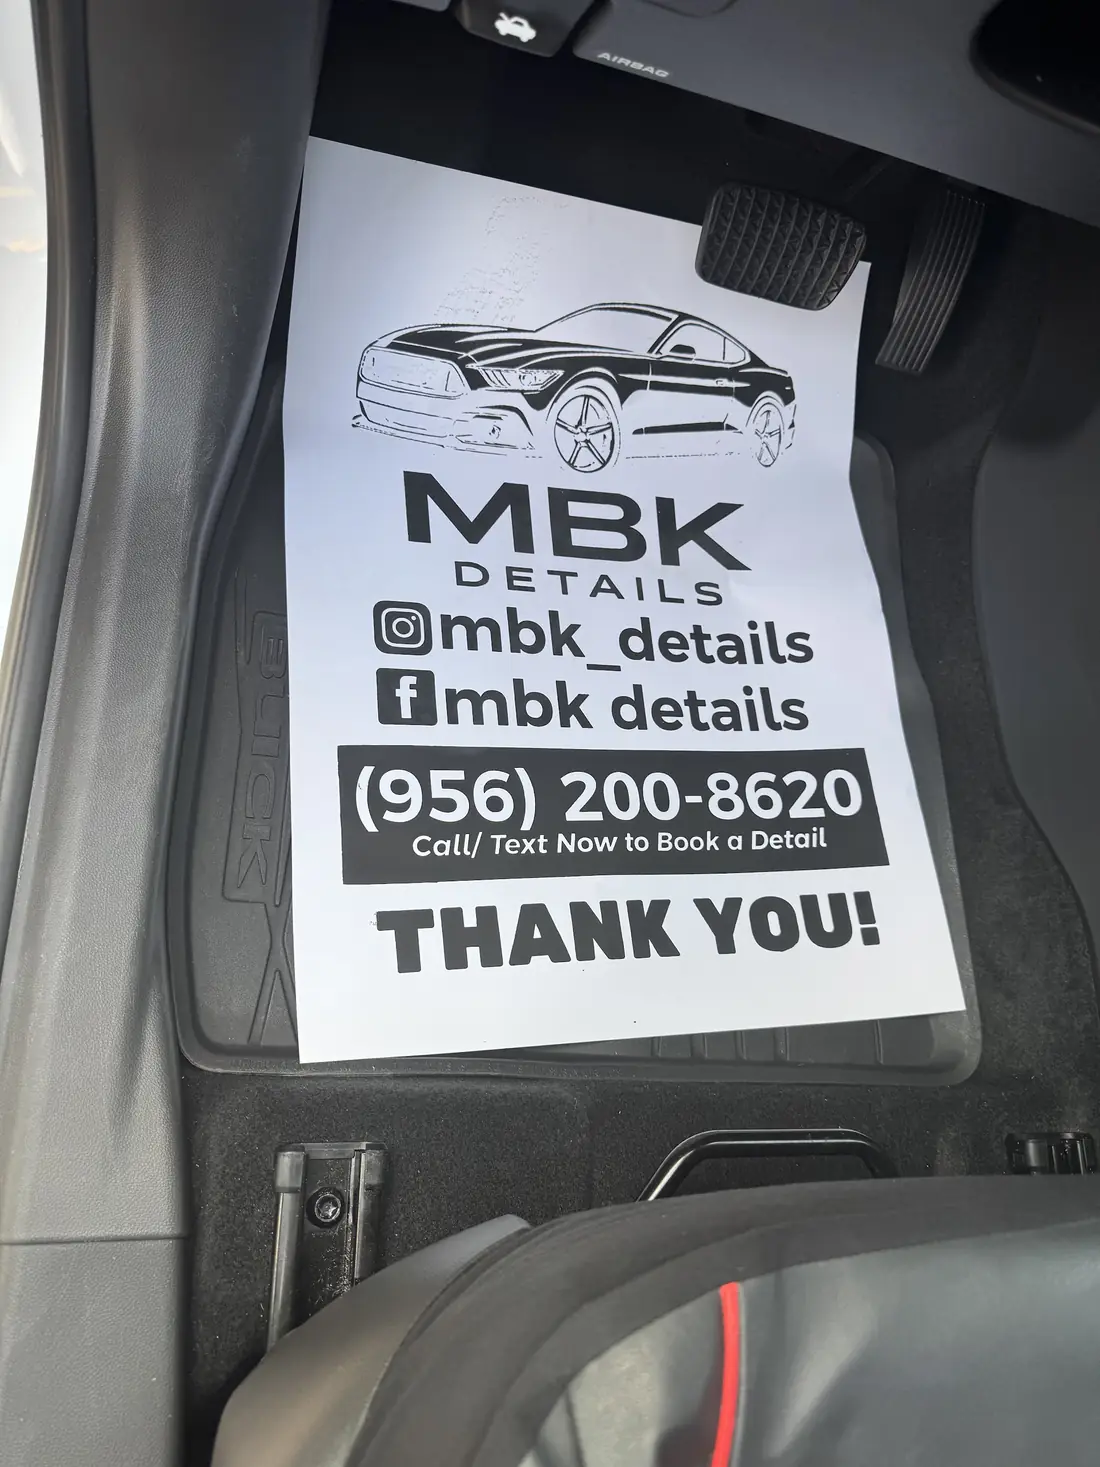 AIRBAG
MBK
DETAILS
mbk_details
mbk details
(956) 200-8620
Call/ Text Now to Book a Detail
THANK YOU!
BUICK